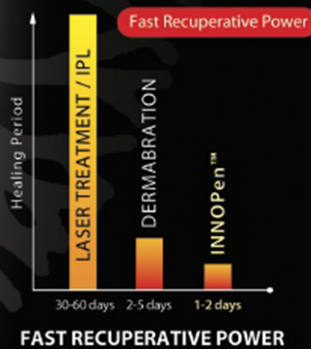 Fast Recuperative Power
Healing Period
LASER TREATMENT / IPL
DERMABRATION
INNOPen™
30-60 days 2-5 days 1-2 days
FAST RECUPERATIVE POWER